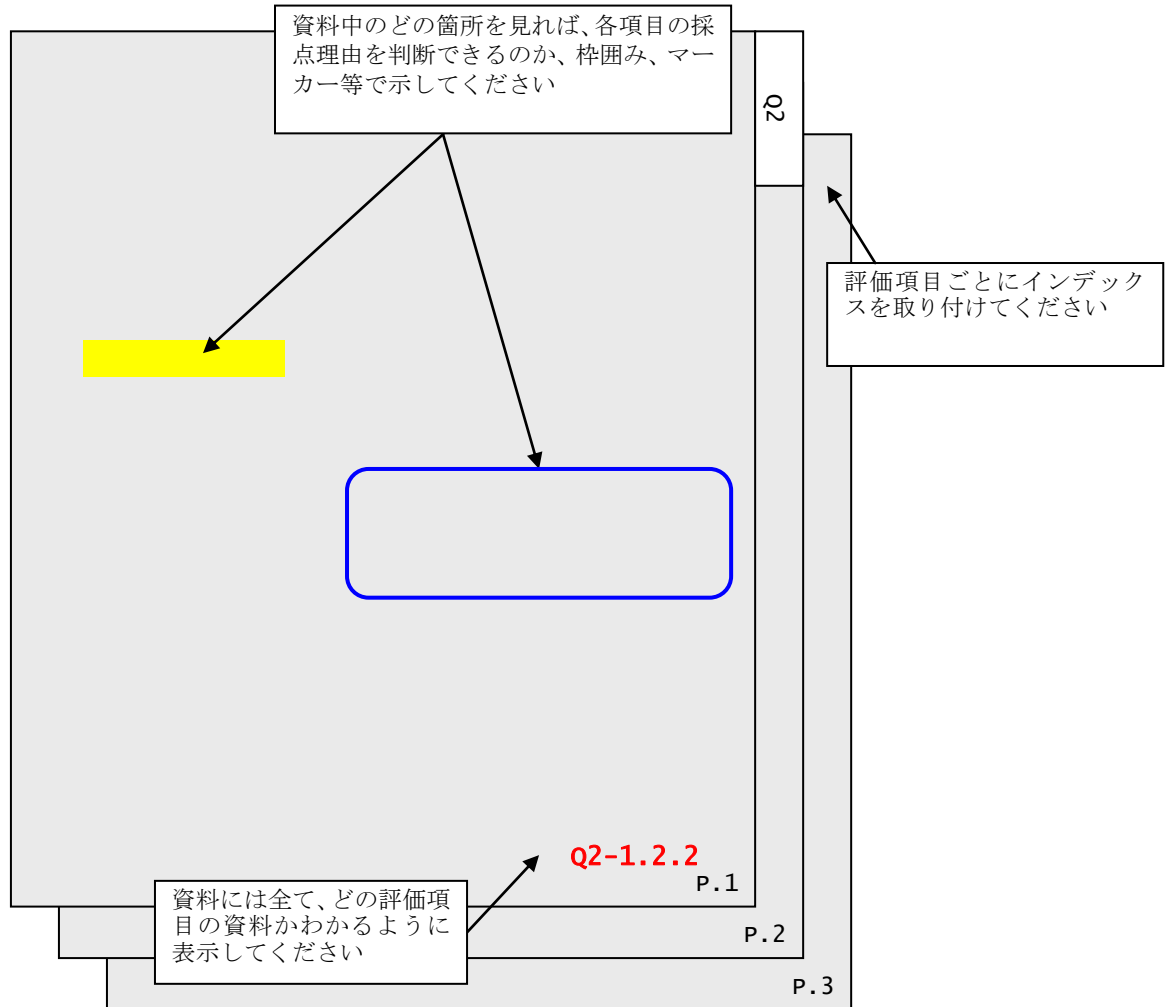 資料中のどの箇所を見れば、各項目の採
点理由を判断できるのか、枠囲み、マー
カー等で示してください
Q2
評価項目ごとにインデック
スを取り付けてください
Q2-1.2.2
P.1
資料には全て、どの評価項
目の資料かわかるように
表示してください
P.2
P.3